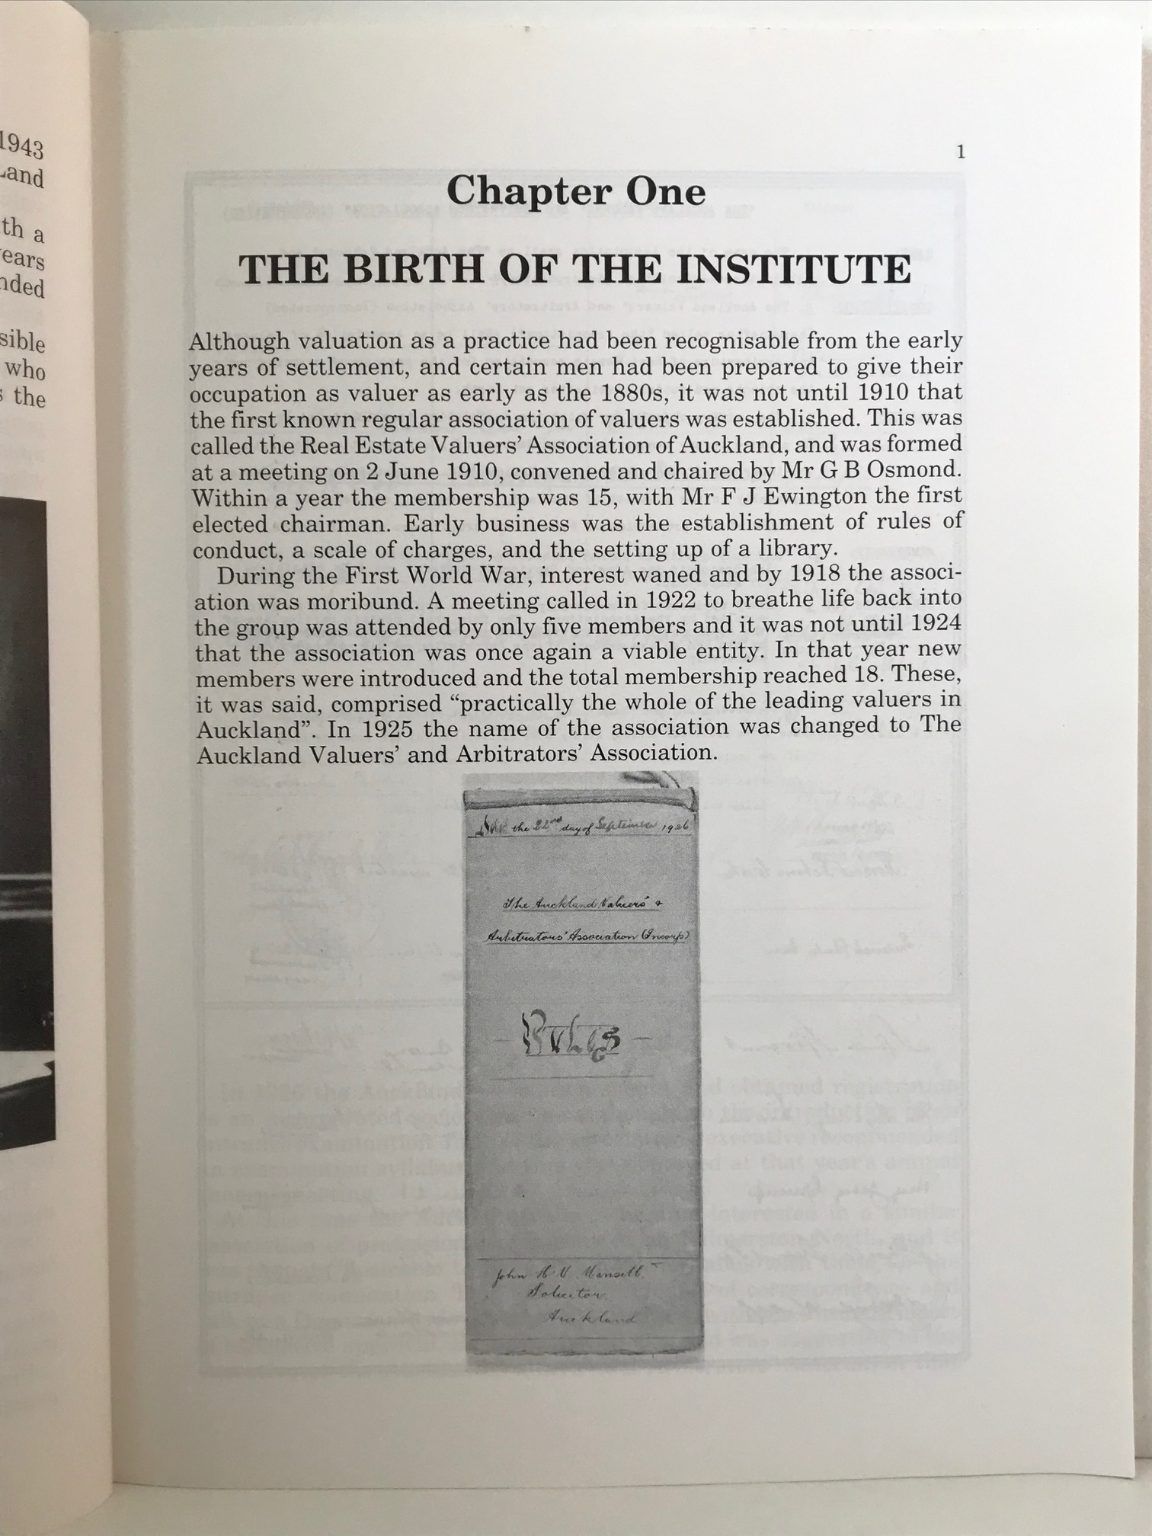 1943
Land
th a
ears
nded
sible
who
s the
1
Chapter One
THE BIRTH OF THE INSTITUTE
Although valuation as a practice had been recognisable from the early
years of settlement, and certain men had been prepared to give their
occupation as valuer as early as the 1880s, it was not until 1910 that
the first known regular association of valuers was established. This was
called the Real Estate Valuers' Association of Auckland, and was formed
at a meeting on 2 June 1910, convened and chaired by Mr G B Osmond.
Within a year the membership was 15, with Mr F J Ewington the first
elected chairman. Early business was the establishment of rules of
conduct, a scale of charges, and the setting up of a library.
During the First World War, interest waned and by 1918 the associ-
ation was moribund. A meeting called in 1922 to breathe life back into
the group was attended by only five members and it was not until 1924
that the association was once again a viable entity. In that year new
members were introduced and the total membership reached 18. These,
it was said, comprised “practically the whole of the leading valuers in
Auckland”. In 1925 the name of the association was changed to The
Auckland Valuers' and Arbitrators' Association.
the 22nd day of September 1926
The Auckland Valuers' &
Arbitrators' Association (Incorp)
Rules
John H. V. Mansell
Solicitor
Auckland